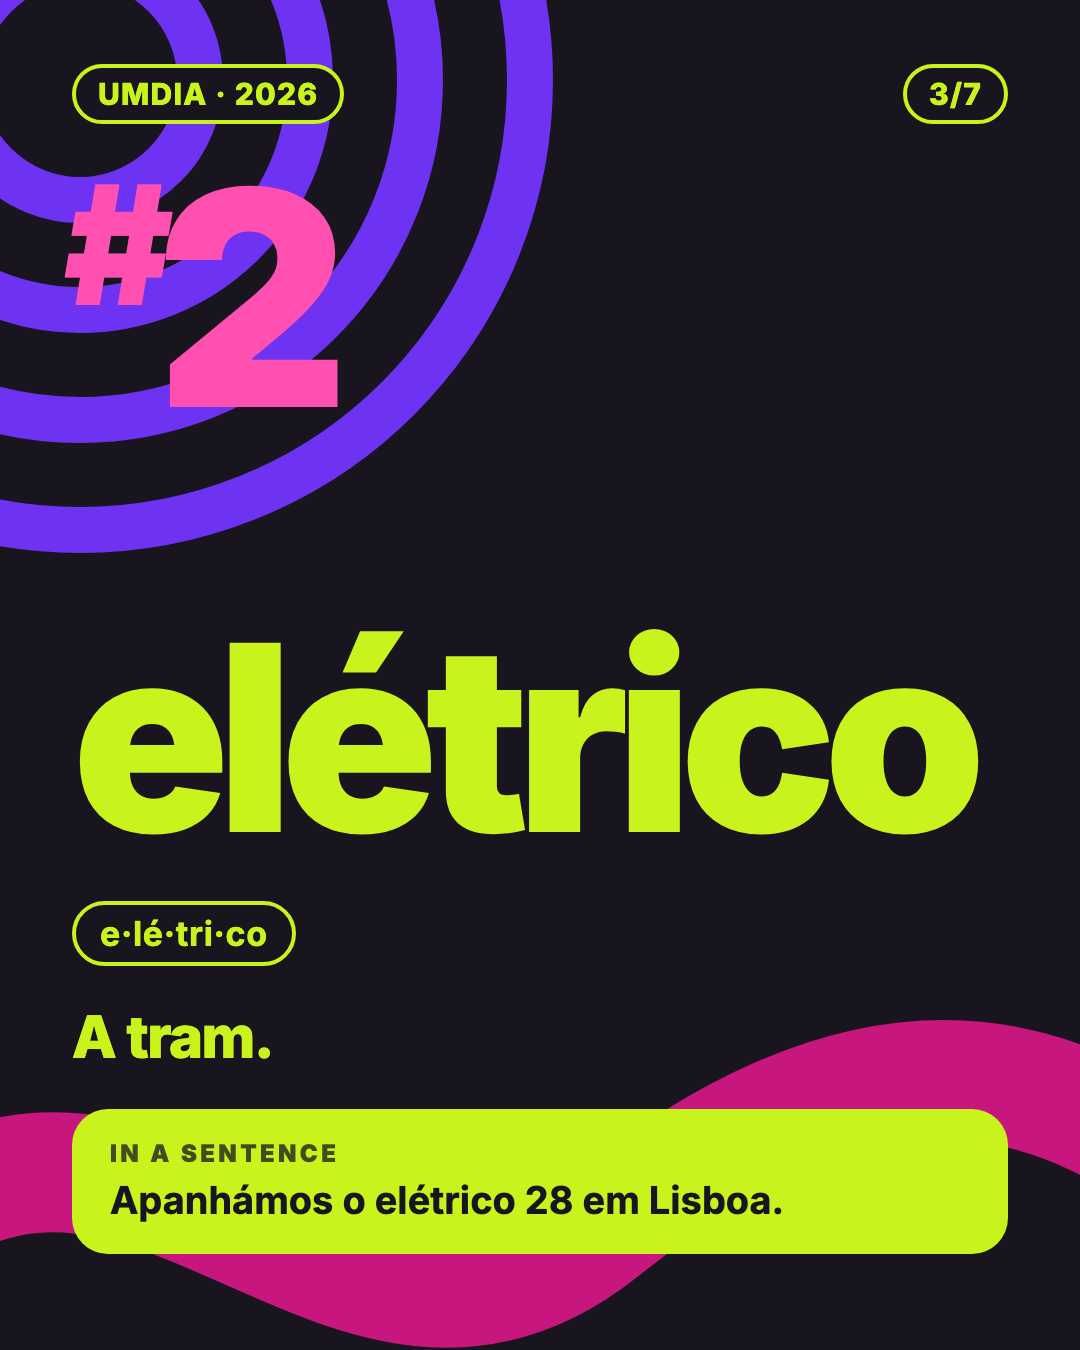 UMDIA · 2026
3/7
#2
elétrico
e·lé·tri·co
A tram.
IN A SENTENCE
Apanhámos o elétrico 28 em Lisboa.